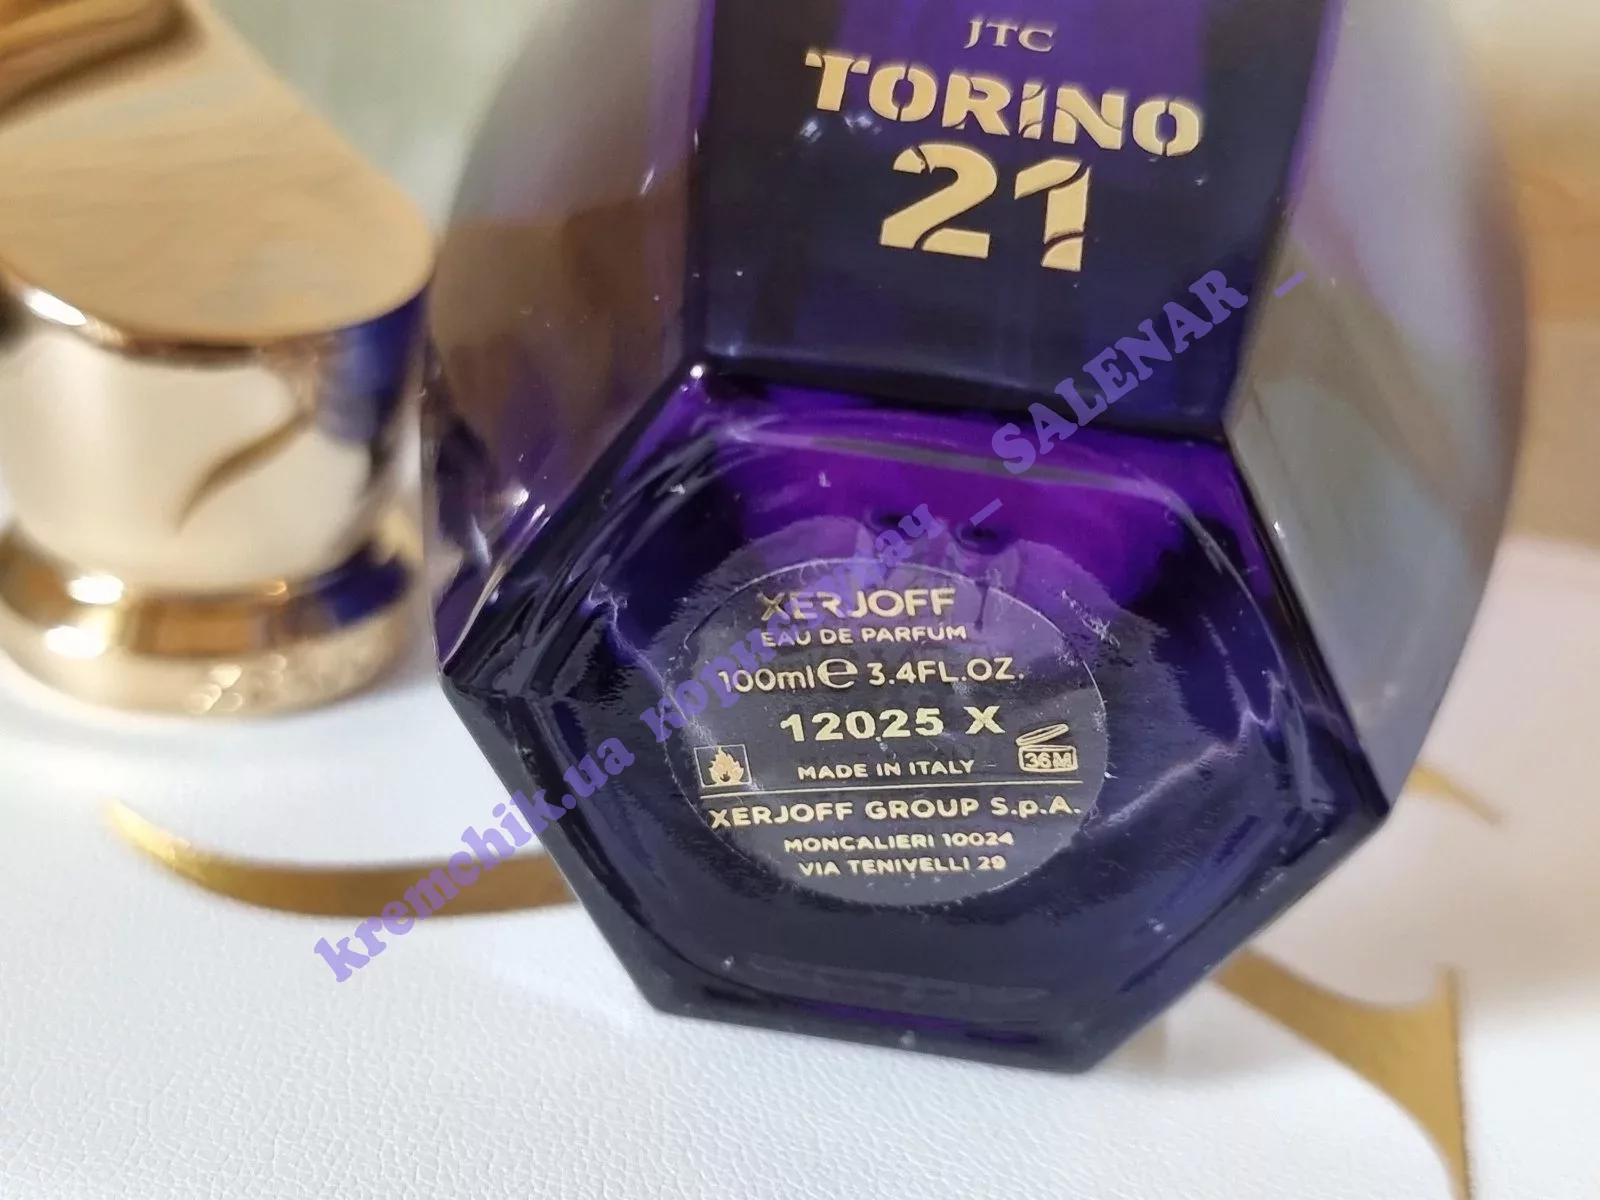 JTC
TORINO
21
XERJOFF
EAU DE PARFUM
100ml℮ 3.4FL.OZ.
12025 X
36M
MADE IN ITALY
XERJOFF GROUP S.p.A.
MONCALIERI 10024
VIA TENIVELLI 29
kremchik.ua користувач _ SALENAR _